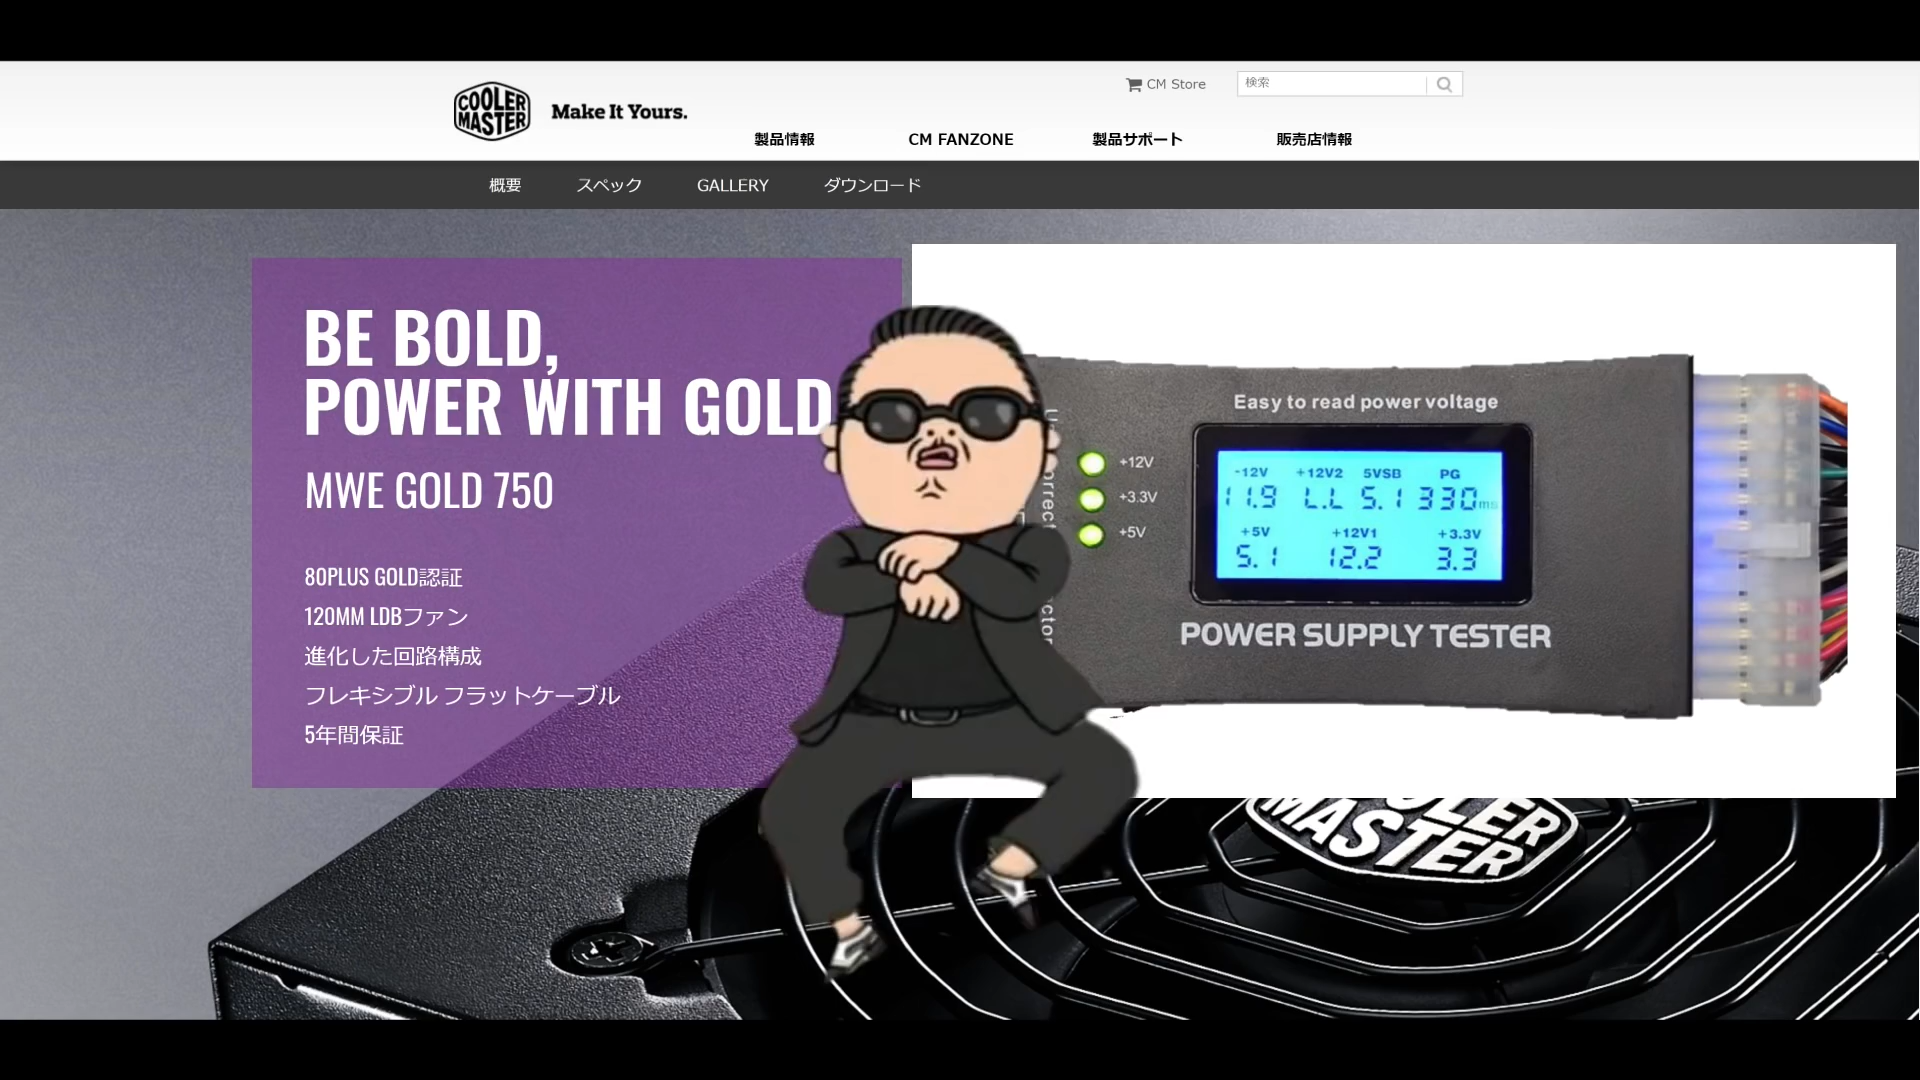 COOLER
MASTER
Make It Yours.
CM Store
検索
製品情報
CM FANZONE
製品サポート
販売店情報
概要
スペック
GALLERY
ダウンロード
BE BOLD,
POWER WITH GOLD
MWE GOLD 750
80PLUS GOLD認証
120MM LDBファン
進化した回路構成
フレキシブル フラットケーブル
5年間保証
Easy to read power voltage
+12V
+3.3V
+5V
-12V +12V2 5VSB PG
11.9 LL 5.1 330ms
+5V +12V1 +3.3V
5.1 12.2 3.3
POWER SUPPLY TESTER
COOLER
MASTER